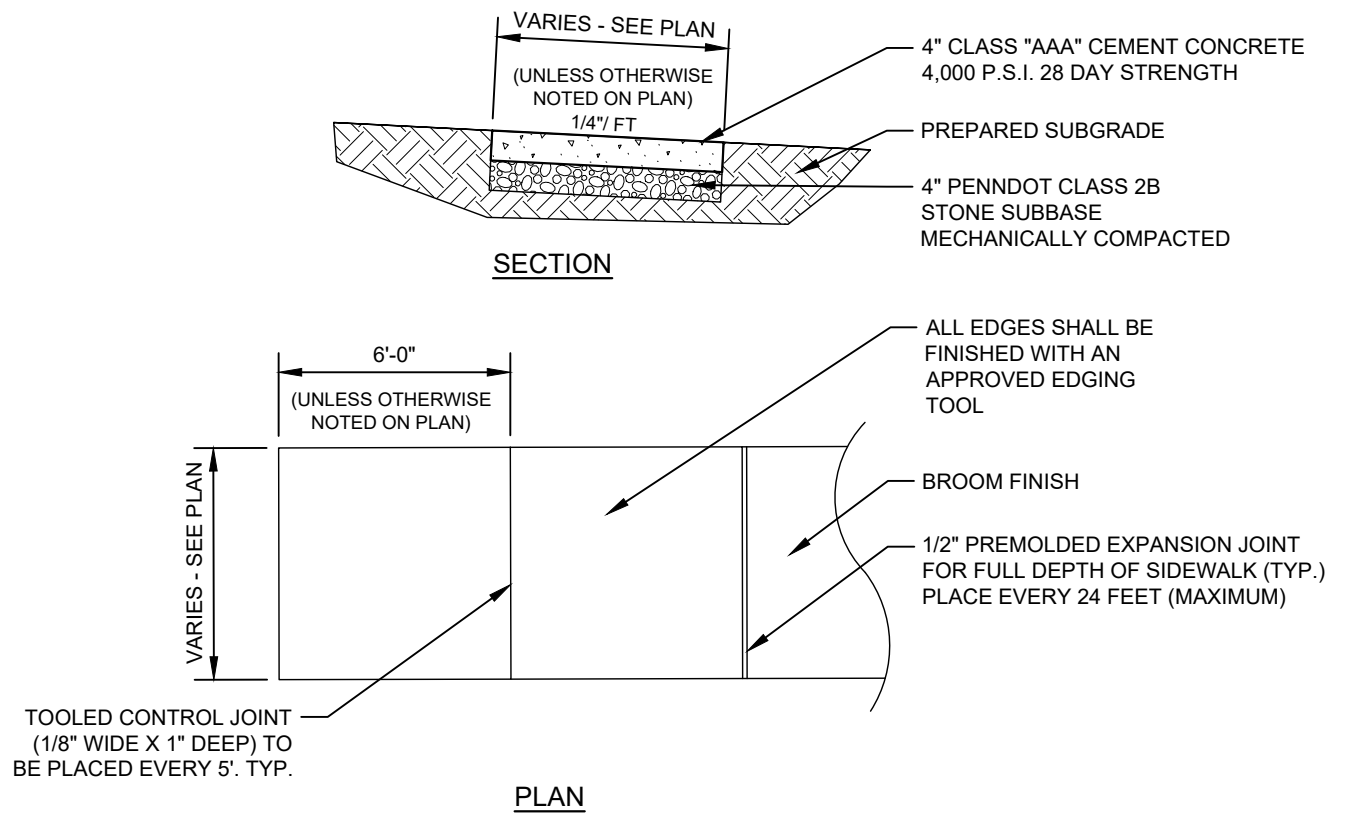 VARIES - SEE PLAN
(UNLESS OTHERWISE
NOTED ON PLAN)
1/4"/ FT
4" CLASS "AAA" CEMENT CONCRETE
4,000 P.S.I. 28 DAY STRENGTH
PREPARED SUBGRADE
4" PENNDOT CLASS 2B
STONE SUBBASE
MECHANICALLY COMPACTED
SECTION
6'-0"
(UNLESS OTHERWISE
NOTED ON PLAN)
VARIES - SEE PLAN
ALL EDGES SHALL BE
FINISHED WITH AN
APPROVED EDGING
TOOL
BROOM FINISH
1/2" PREMOLDED EXPANSION JOINT
FOR FULL DEPTH OF SIDEWALK (TYP.)
PLACE EVERY 24 FEET (MAXIMUM)
TOOLED CONTROL JOINT
(1/8" WIDE X 1" DEEP) TO
BE PLACED EVERY 5'. TYP.
PLAN